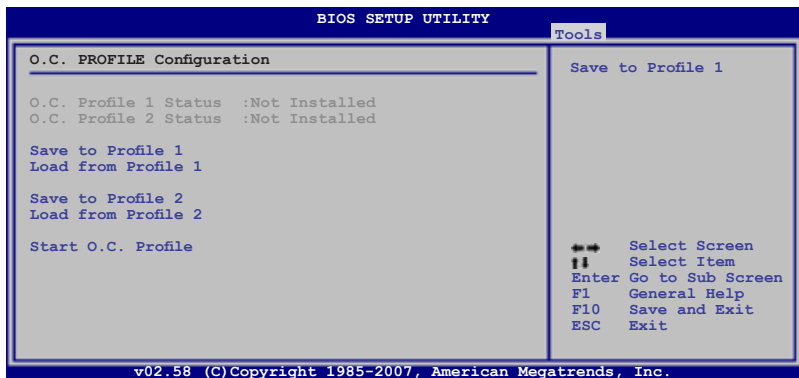 BIOS SETUP UTILITY
Tools
O.C. PROFILE Configuration
O.C. Profile 1 Status :Not Installed
O.C. Profile 2 Status :Not Installed
Save to Profile 1
Load from Profile 1
Save to Profile 2
Load from Profile 2
Start O.C. Profile
Save to Profile 1
Select Screen
Select Item
Enter Go to Sub Screen
F1 General Help
F10 Save and Exit
ESC Exit
v02.58 (C)Copyright 1985-2007, American Megatrends, Inc.